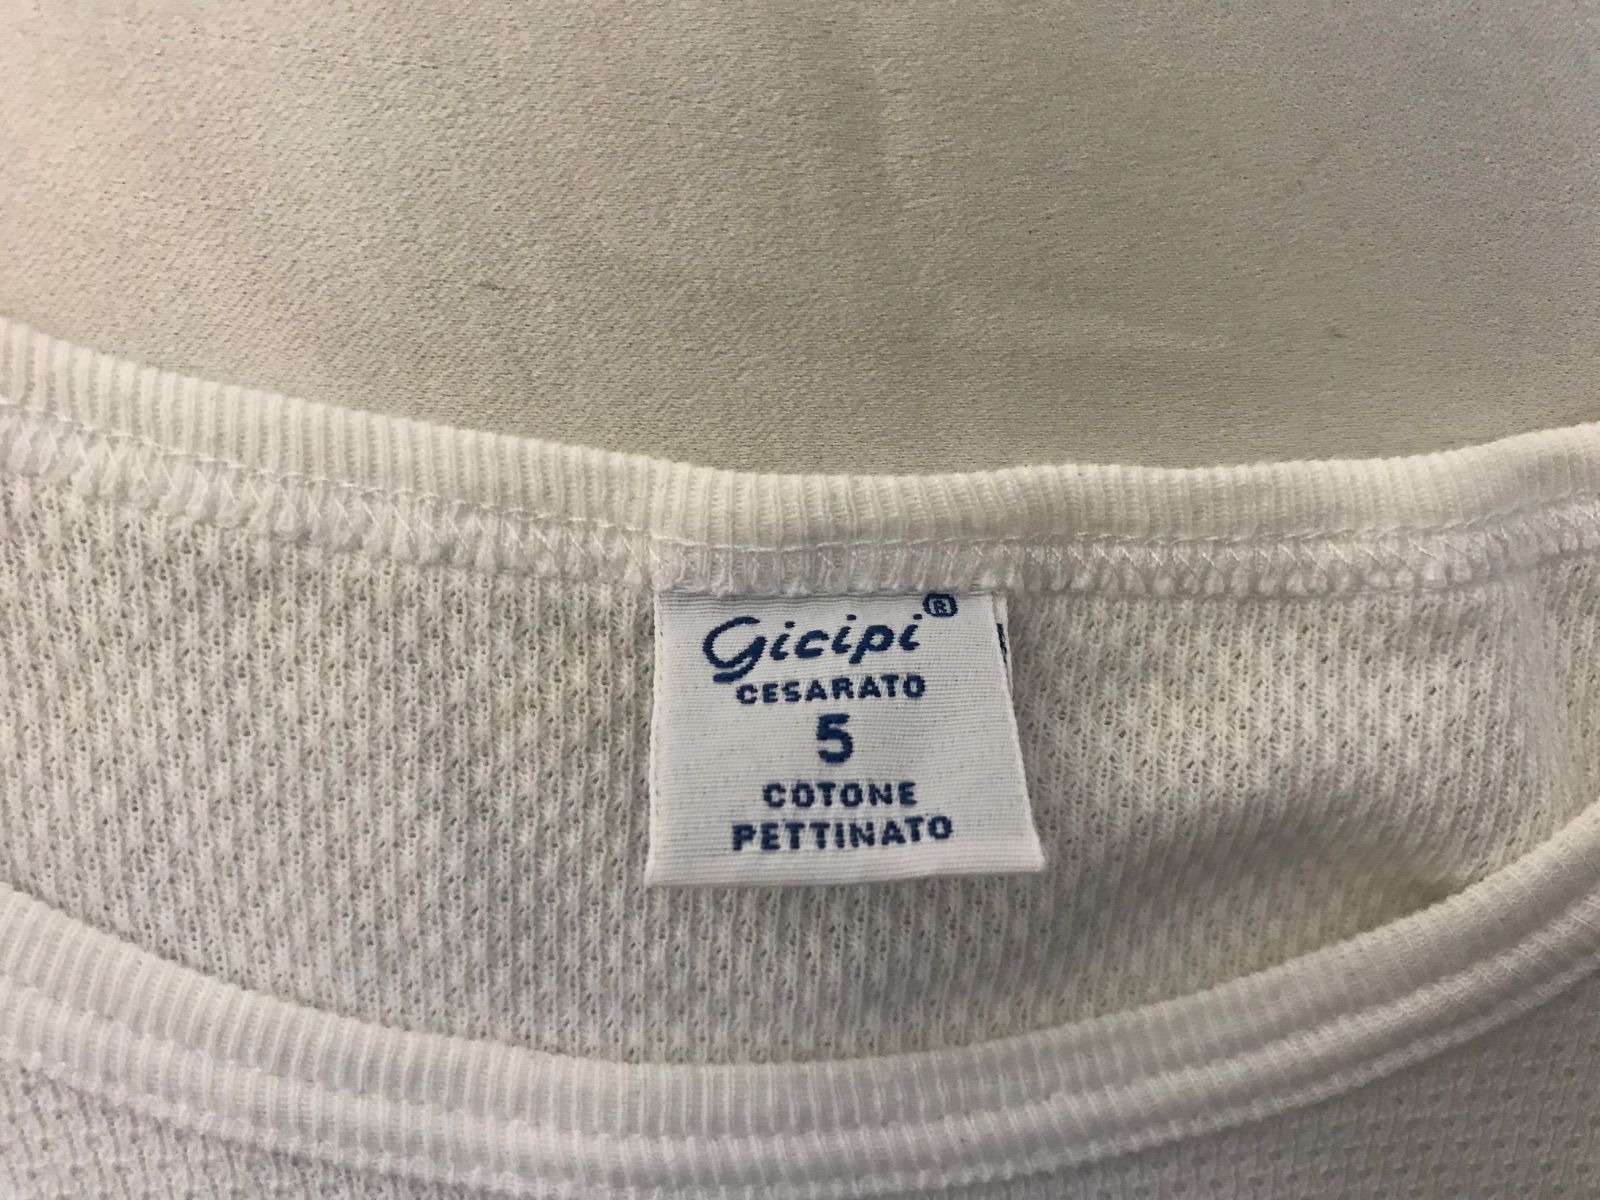 Gicipi®
CESARATO
5
COTONE
PETTINATO